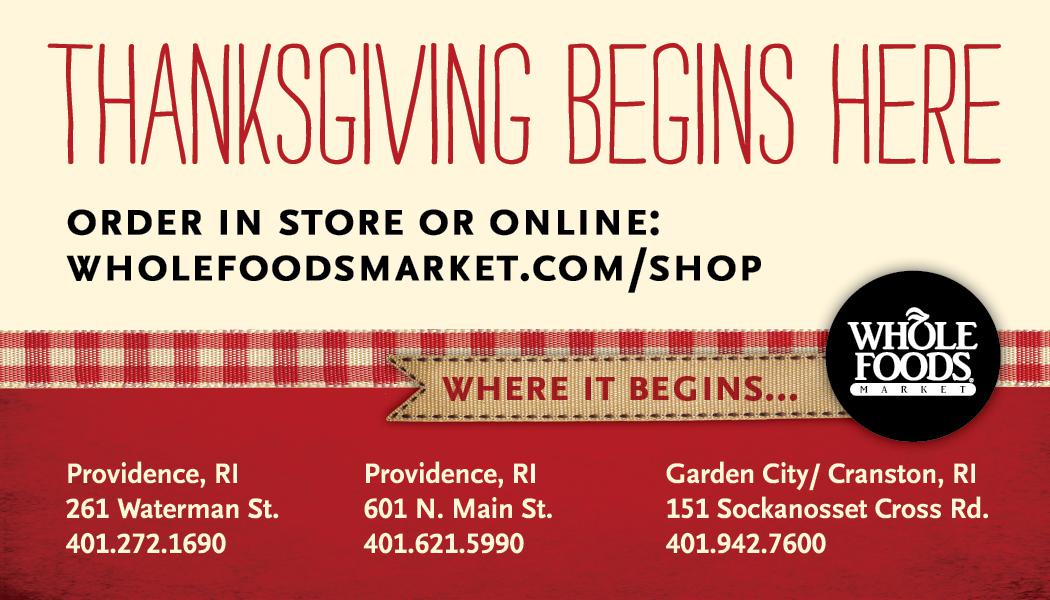 THANKSGIVING BEGINS HERE
ORDER IN STORE OR ONLINE:
WHOLEFOODSMARKET.COM/SHOP
WHOLE
FOODS®
MARKET
WHERE IT BEGINS...
Providence, RI
261 Waterman St.
401.272.1690
Providence, RI
601 N. Main St.
401.621.5990
Garden City/ Cranston, RI
151 Sockanosset Cross Rd.
401.942.7600